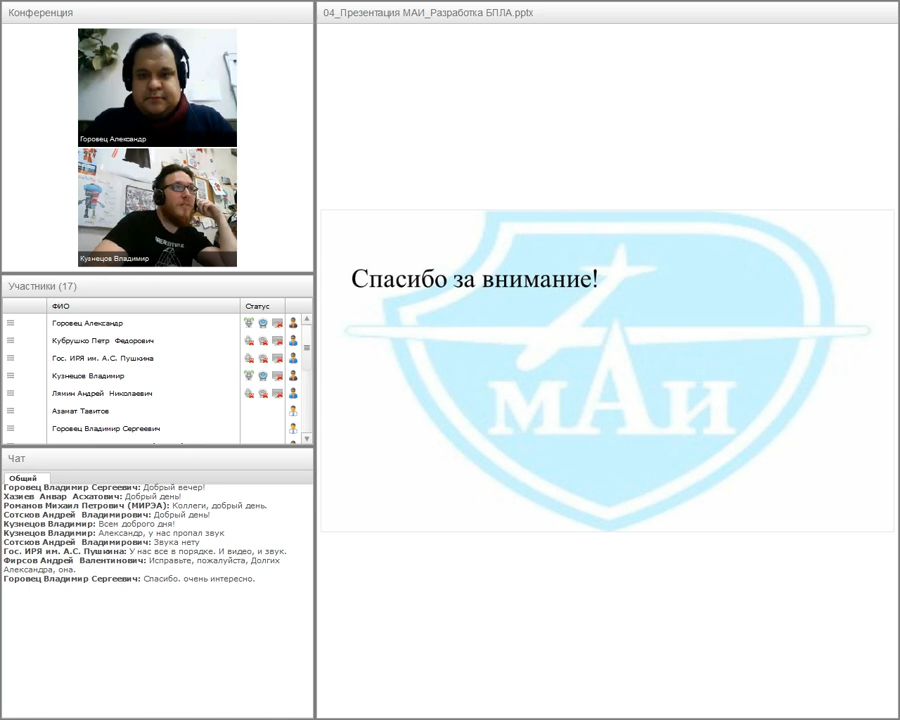 Конференция
Горовец Александр
Кузнецов Владимир
Участники (17)
ФИО Статус
Горовец Александр
Кубрушко Петр Федорович
Гос. ИРЯ им. А.С. Пушкина
Кузнецов Владимир
Лямин Андрей Николаевич
Азамат Тавитов
Горовец Владимир Сергеевич
Чат
Общий
Горовец Владимир Сергеевич: Добрый вечер!
Хазиев Анвар Асхатович: Добрый день!
Романов Михаил Петрович (МИРЭА): Коллеги, добрый день.
Сотсков Андрей Владимирович: Добрый день!
Кузнецов Владимир: Всем доброго дня!
Кузнецов Владимир: Александр, у нас пропал звук
Сотсков Андрей Владимирович: Звука нету
Гос. ИРЯ им. А.С. Пушкина: У нас все в порядке. И видео, и звук.
Фирсов Андрей Валентинович: Исправьте, пожалуйста, Долгих
Александра, она.
Горовец Владимир Сергеевич: Спасибо. очень интересно.
04_Презентация МАИ_Разработка БПЛА.pptx
Спасибо за внимание!
МАИ